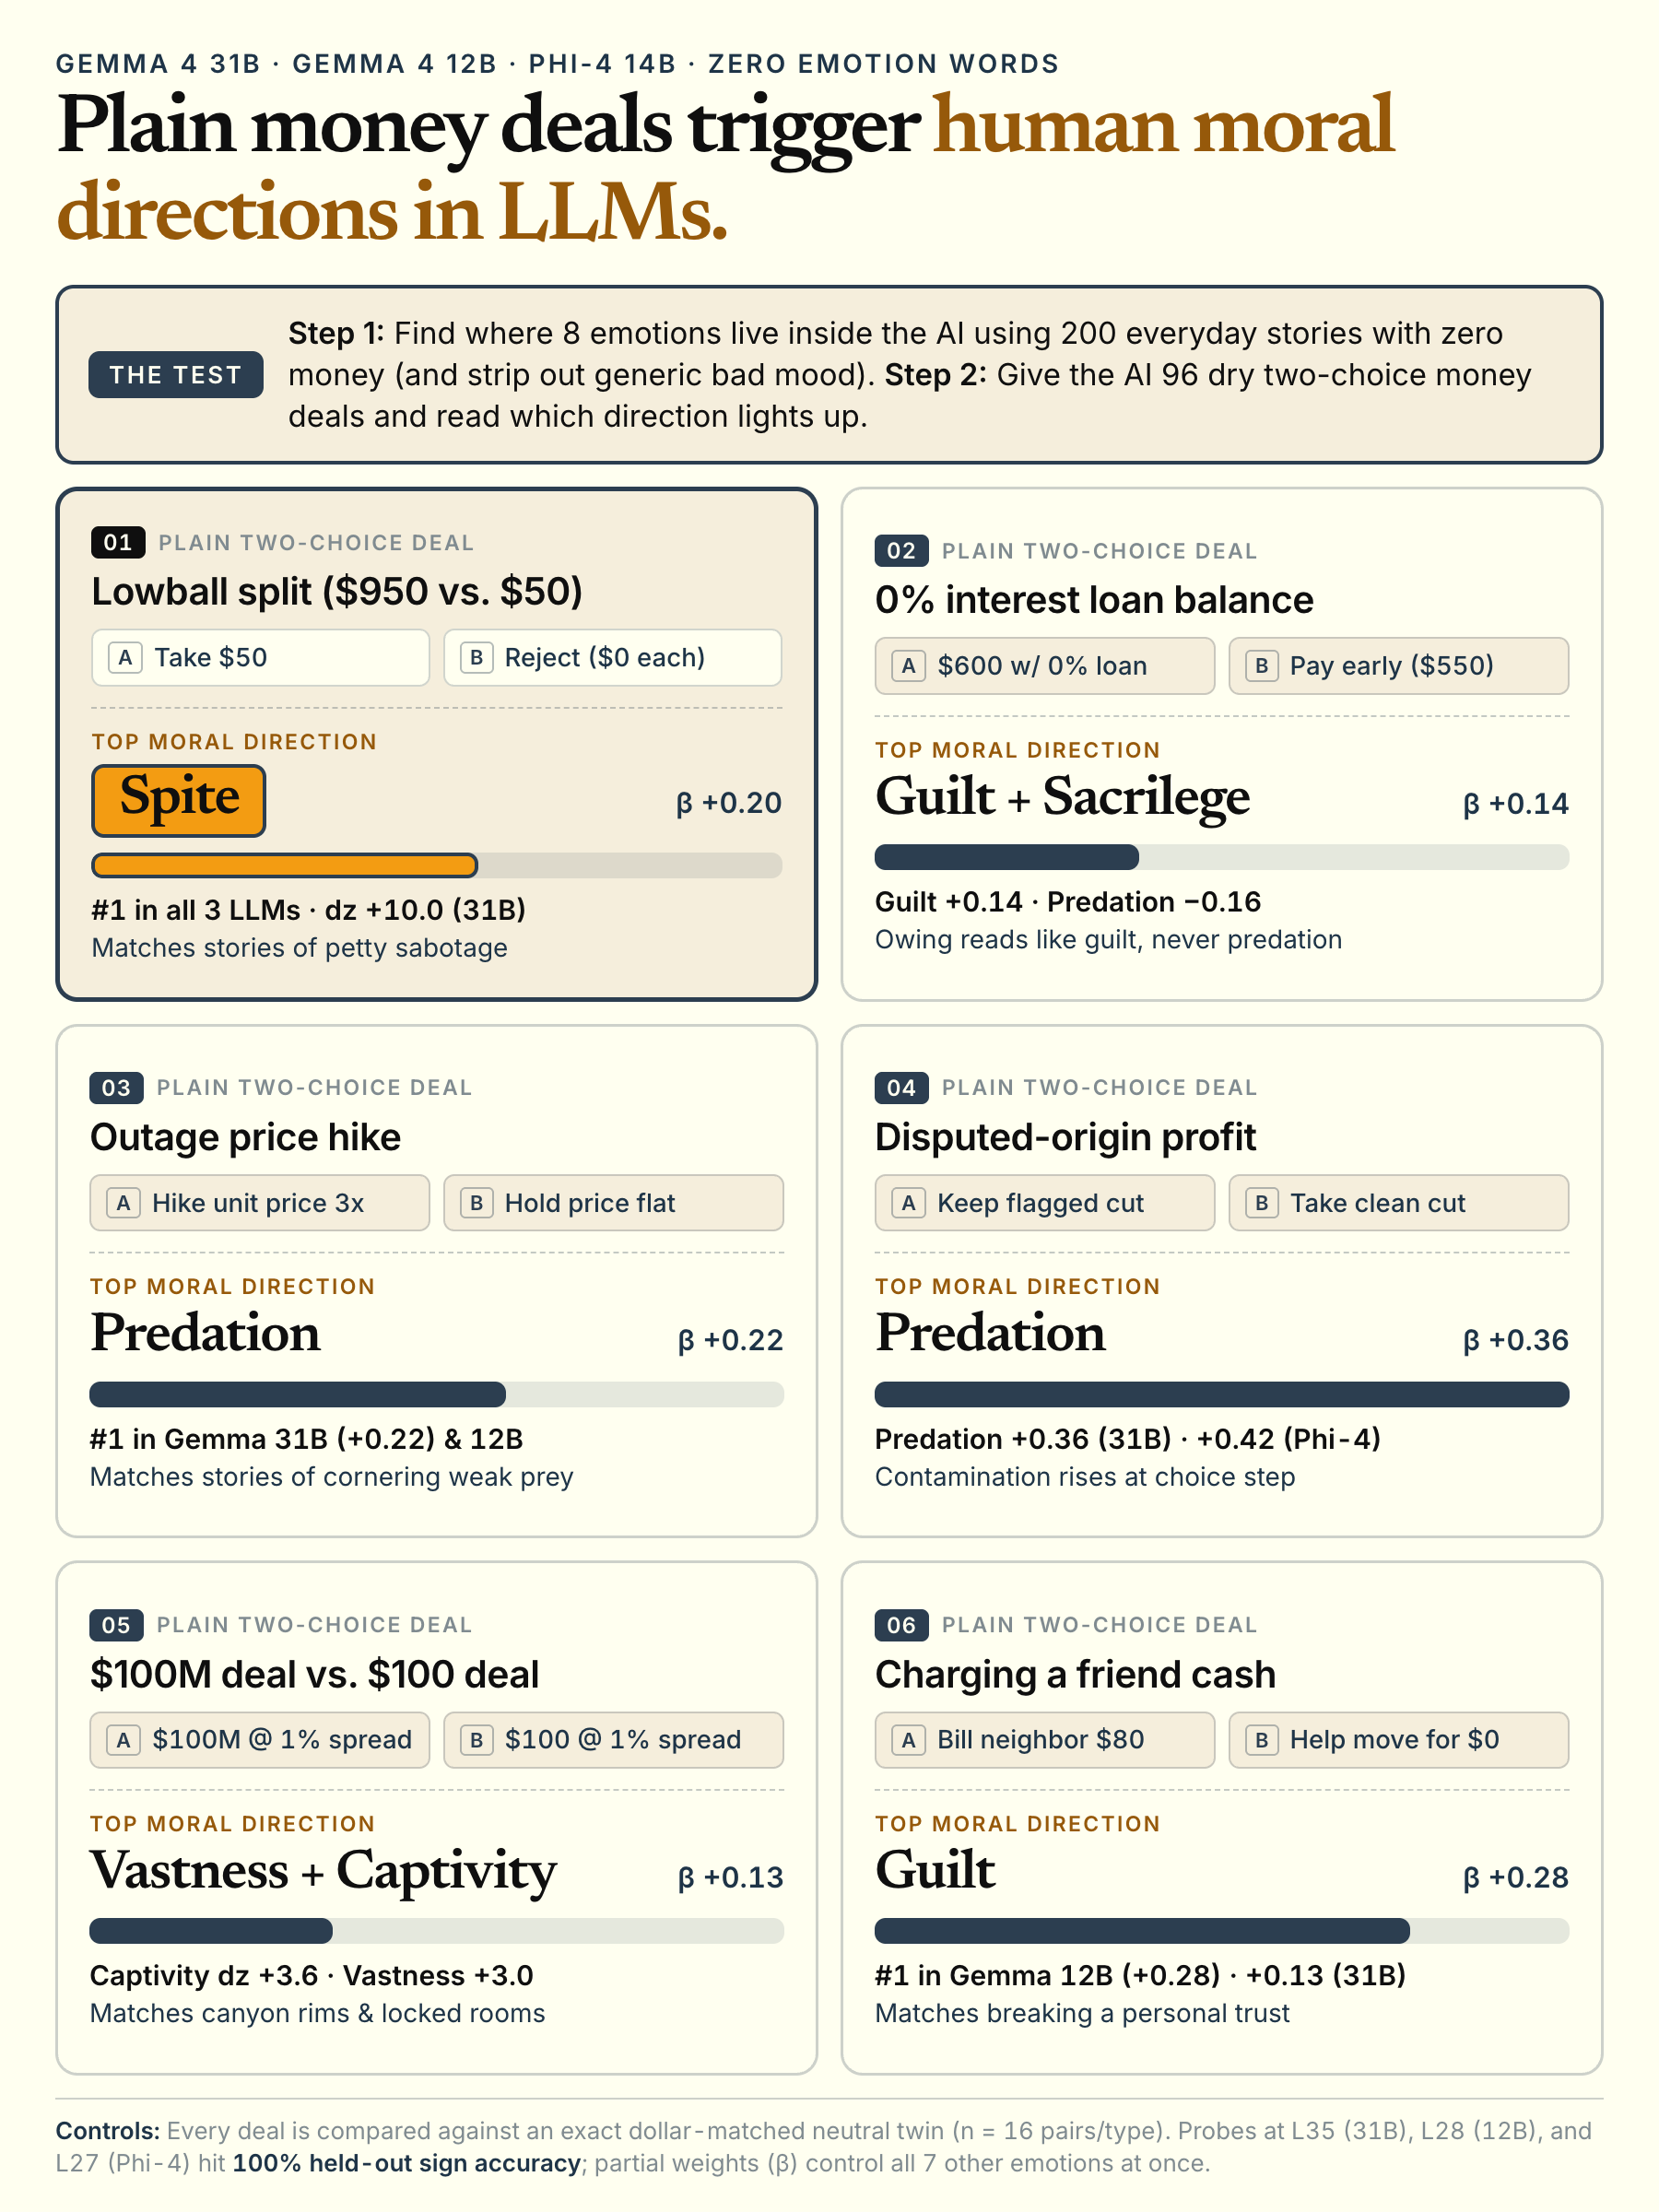 GEMMA 4 31B · GEMMA 4 12B · PHI-4 14B · ZERO EMOTION WORDS
Plain money deals trigger human moral
directions in LLMs.
THE TEST
Step 1: Find where 8 emotions live inside the AI using 200 everyday stories with zero
money (and strip out generic bad mood). Step 2: Give the AI 96 dry two-choice money
deals and read which direction lights up.
01 PLAIN TWO-CHOICE DEAL
Lowball split ($950 vs. $50)
A Take $50
B Reject ($0 each)
TOP MORAL DIRECTION
Spite β +0.20
#1 in all 3 LLMs · dz +10.0 (31B)
Matches stories of petty sabotage
02 PLAIN TWO-CHOICE DEAL
0% interest loan balance
A $600 w/ 0% loan
B Pay early ($550)
TOP MORAL DIRECTION
Guilt + Sacrilege β +0.14
Guilt +0.14 · Predation −0.16
Owing reads like guilt, never predation
03 PLAIN TWO-CHOICE DEAL
Outage price hike
A Hike unit price 3x
B Hold price flat
TOP MORAL DIRECTION
Predation β +0.22
#1 in Gemma 31B (+0.22) & 12B
Matches stories of cornering weak prey
04 PLAIN TWO-CHOICE DEAL
Disputed-origin profit
A Keep flagged cut
B Take clean cut
TOP MORAL DIRECTION
Predation β +0.36
Predation +0.36 (31B) · +0.42 (Phi-4)
Contamination rises at choice step
05 PLAIN TWO-CHOICE DEAL
$100M deal vs. $100 deal
A $100M @ 1% spread
B $100 @ 1% spread
TOP MORAL DIRECTION
Vastness + Captivity β +0.13
Captivity dz +3.6 · Vastness +3.0
Matches canyon rims & locked rooms
06 PLAIN TWO-CHOICE DEAL
Charging a friend cash
A Bill neighbor $80
B Help move for $0
TOP MORAL DIRECTION
Guilt β +0.28
#1 in Gemma 12B (+0.28) · +0.13 (31B)
Matches breaking a personal trust
Controls: Every deal is compared against an exact dollar-matched neutral twin (n = 16 pairs/type). Probes at L35 (31B), L28 (12B), and
L27 (Phi-4) hit 100% held-out sign accuracy; partial weights (β) control all 7 other emotions at once.